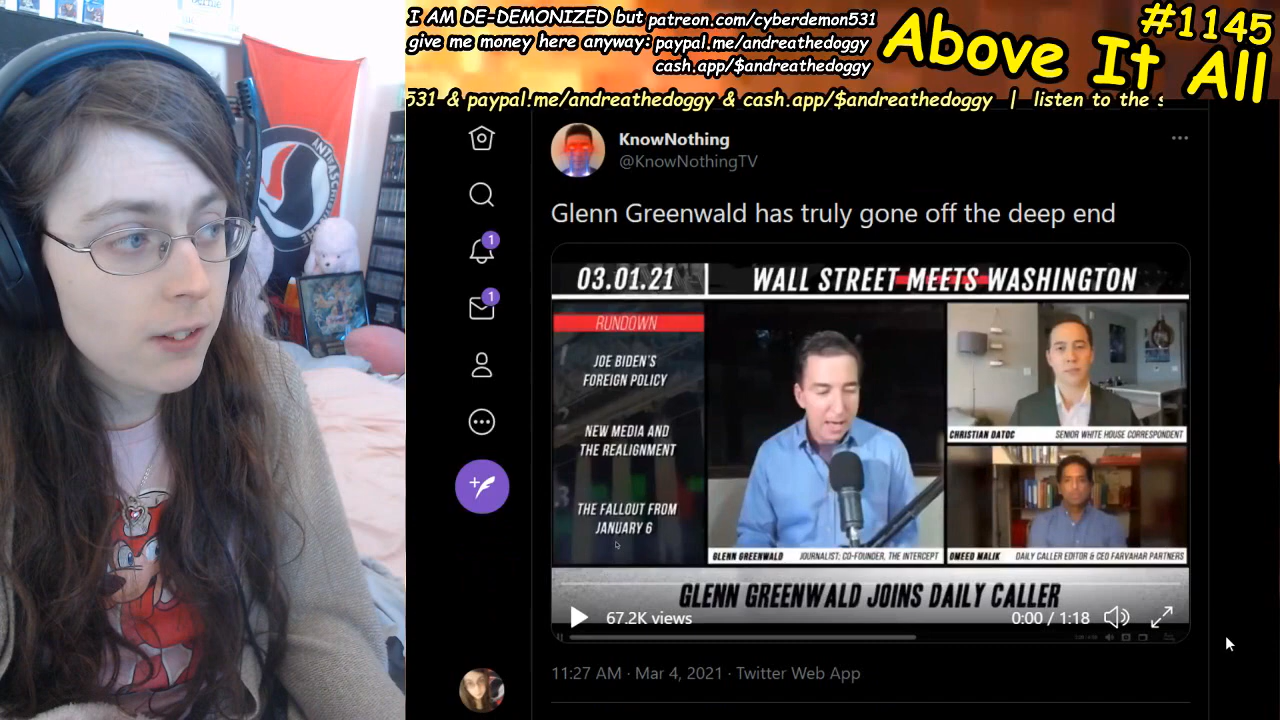 I AM DE-DEMONIZED but patreon.com/cyberdemon531
give me money here anyway: paypal.me/andreathedoggy
cash.app/$andreathedoggy
#1145
Above It All
531 & paypal.me/andreathedoggy & cash.app/$andreathedoggy | listen to the s
ANTIFASCHISTISCHE
KnowNothing
@KnowNothingTV
Glenn Greenwald has truly gone off the deep end
1
1
03.01.21
WALL STREET MEETS WASHINGTON
RUNDOWN
JOE BIDEN'S
FOREIGN POLICY
NEW MEDIA AND
THE REALIGNMENT
THE FALLOUT FROM
JANUARY 6
CHRISTIAN DATOC SENIOR WHITE HOUSE CORRESPONDENT
GLENN GREENWALD JOURNALIST; CO-FOUNDER, THE INTERCEPT
OMEED MALIK DAILY CALLER EDITOR & CEO FARVAHAR PARTNERS
GLENN GREENWALD JOINS DAILY CALLER
67.2K views
0:00 / 1:18
11:27 AM · Mar 4, 2021 · Twitter Web App